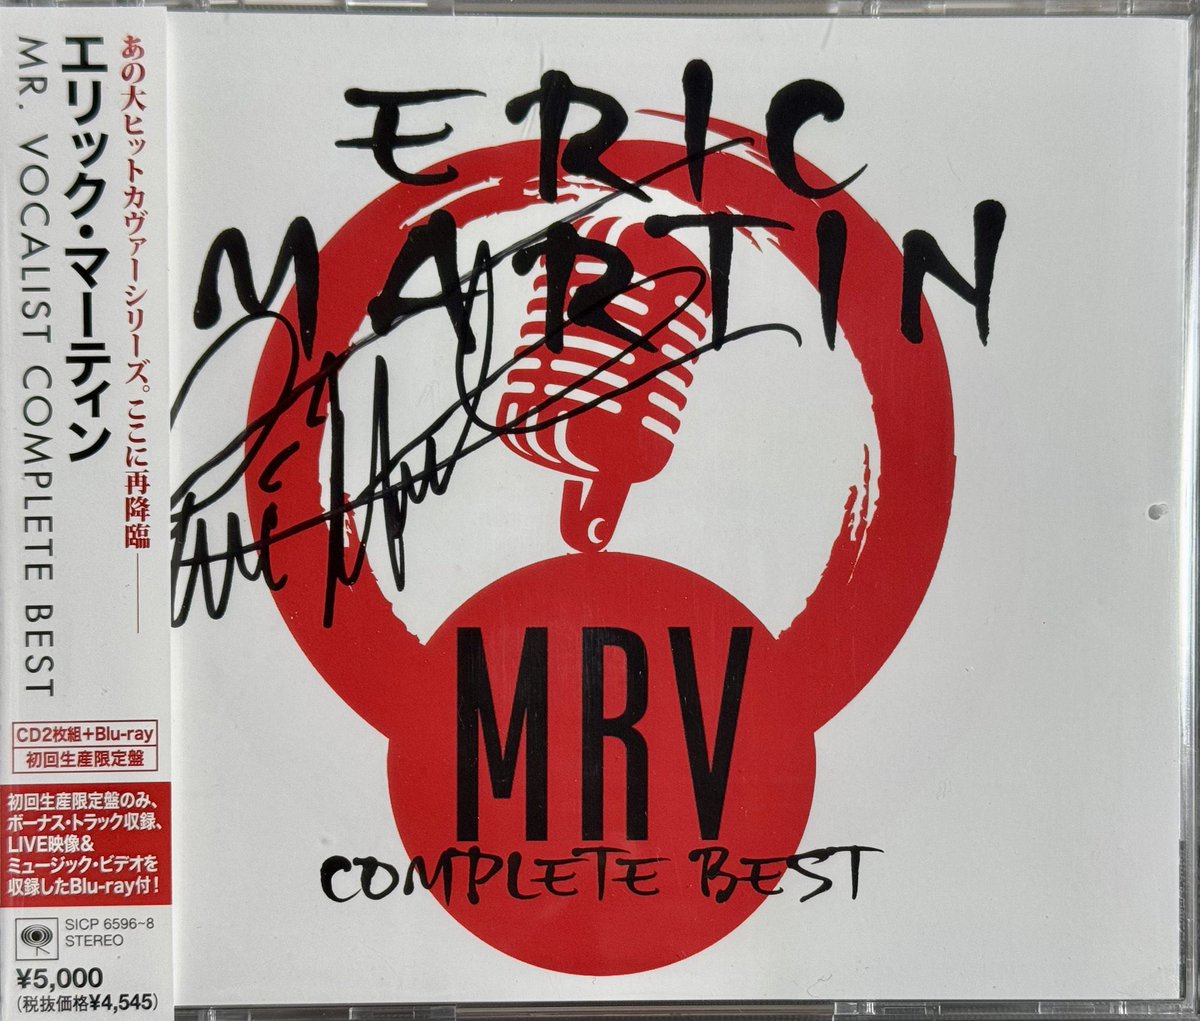 あの大ヒットカヴァーシリーズ。ここに再降臨――
エリック・マーティン
MR. VOCALIST COMPLETE BEST
CD2枚組+Blu-ray
初回生産限定盤
初回生産限定盤のみ、
ボーナス・トラック収録、
LIVE映像&
ミュージック・ビデオを
収録したBlu-ray付!
SICP 6596~8
STEREO
¥5,000
(税抜価格¥4,545)
ERIC
MARTIN
MRV
COMPLETE BEST